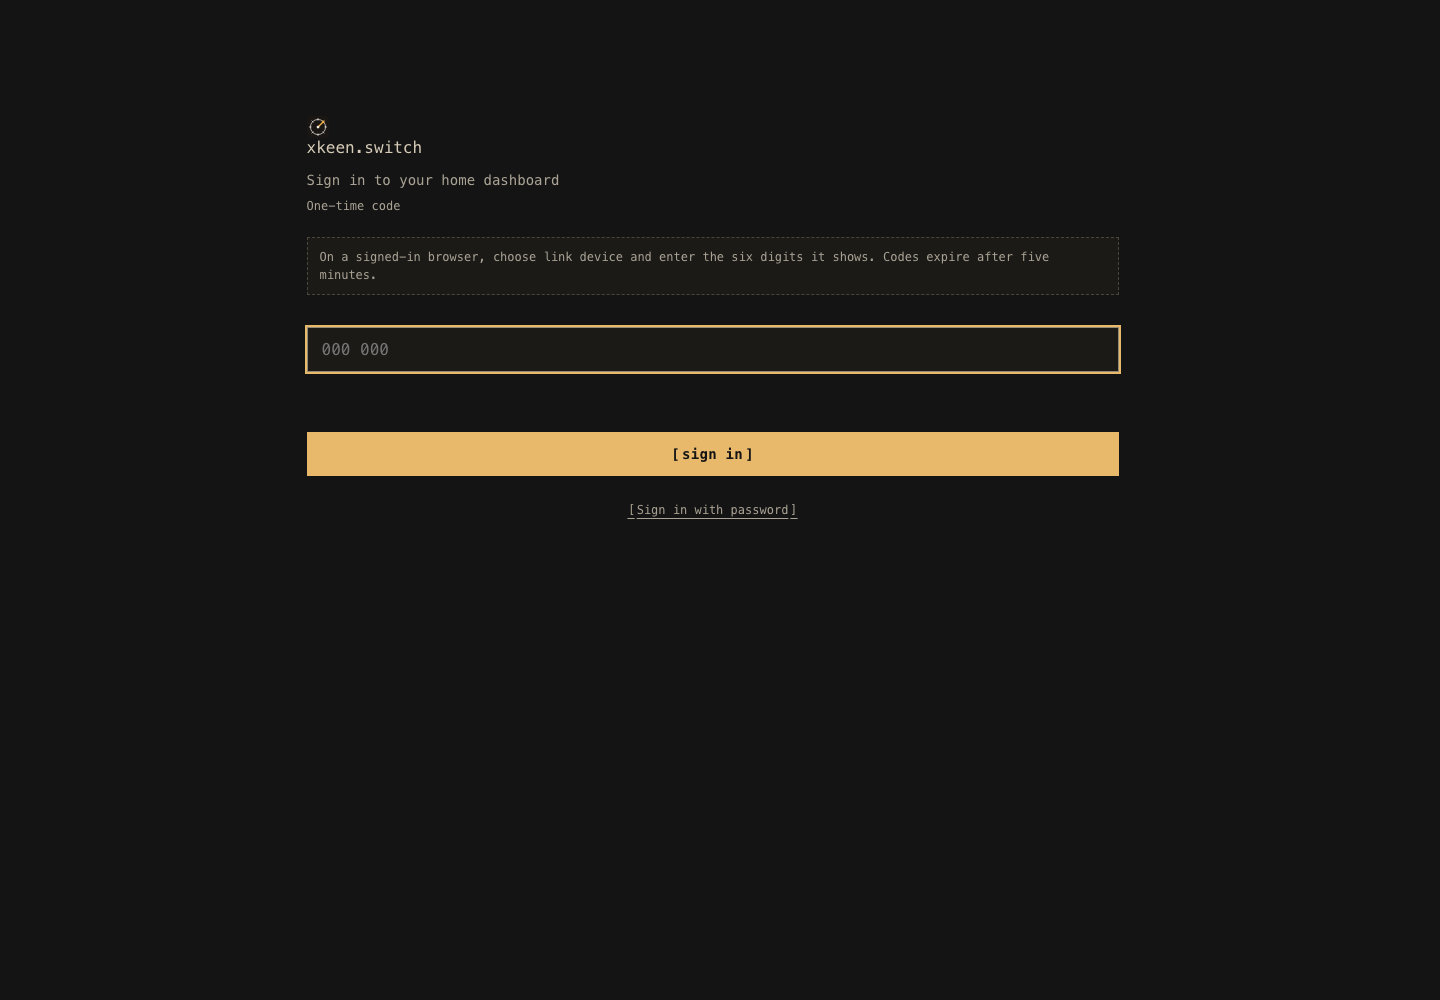 xkeen.switch
Sign in to your home dashboard
One-time code
On a signed-in browser, choose link device and enter the six digits it shows. Codes expire after five
minutes.
000 000
[sign in]
[Sign in with password]